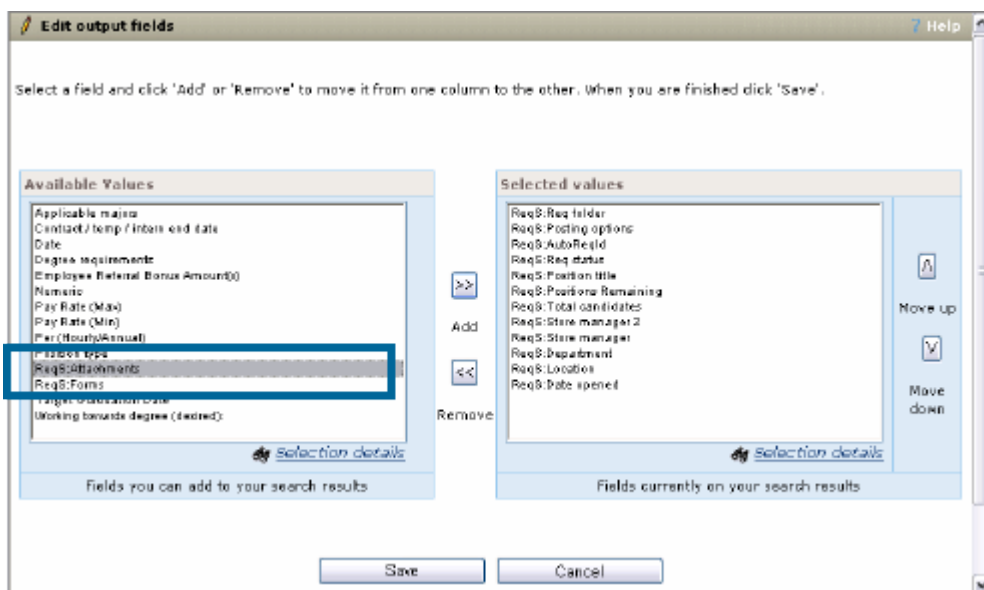 Edit output fields
? Help
Select a field and click 'Add' or 'Remove' to move it from one column to the other. When you are finished click 'Save'.
Available Values
Applicable majors
Contract / temp / intern end date
Date
Degree requirements
Employee Referral Bonus Amount(s)
Numeric
Pay Rate (Max)
Pay Rate (Min)
Per (Hourly/Annual)
Position type
ReqS:Attachments
ReqS:Forms
Target Graduation Date
Working towards degree (desired):
Selection details
Fields you can add to your search results
>>
Add
<<
Remove
Selected values
ReqS:Req folder
ReqS:Posting options
ReqS:AutoReqId
ReqS:Req status
ReqS:Position title
ReqS:Positions Remaining
ReqS:Total candidates
ReqS:Store manager 2
ReqS:Store manager
ReqS:Department
ReqS:Location
ReqS:Date opened
Selection details
Fields currently on your search results
Move up
Move
down
Save
Cancel